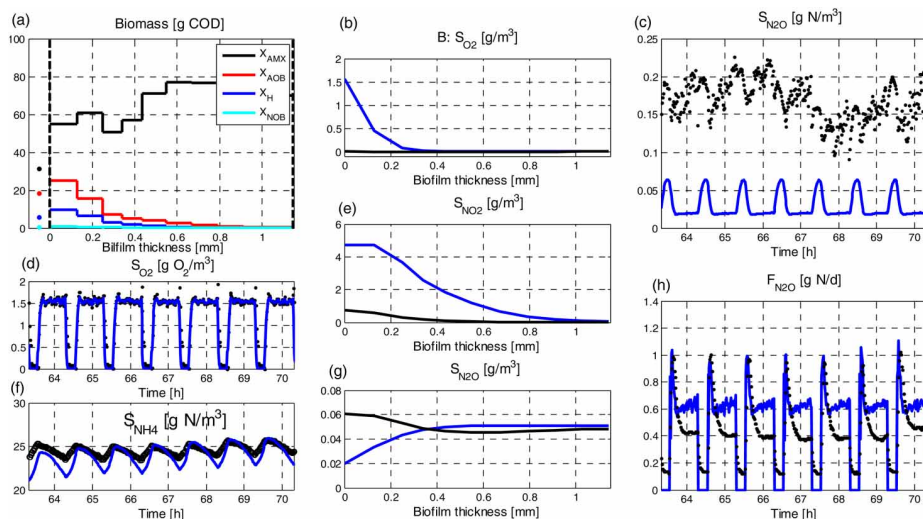 (a)
Biomass [g COD]
100
80
60
40
20
0
X_AMX
X_AOB
X_H
X_NOB
0 0.2 0.4 0.6 0.8 1
Bilfilm thickness [mm]
(b)
B: S_O2 [g/m³]
2
1.5
1
0.5
0
0 0.2 0.4 0.6 0.8 1
Biofilm thickness [mm]
(c)
S_N2O [g N/m³]
0.25
0.2
0.15
0.1
0.05
0
64 65 66 67 68 69 70
Time [h]
(d)
S_O2 [g O₂/m³]
2
1.5
1
0.5
0
64 65 66 67 68 69 70
Time [h]
(e)
S_NO2 [g/m³]
6
4
2
0
0 0.2 0.4 0.6 0.8 1
Biofilm thickness [mm]
(f)
S_NH4 [g N/m³]
30
25
20
64 65 66 67 68 69 70
Time [h]
(g)
S_N2O [g/m³]
0.08
0.06
0.04
0.02
0
0 0.2 0.4 0.6 0.8 1
Biofilm thickness [mm]
(h)
F_N2O [g N/d]
1.4
1.2
1
0.8
0.6
0.4
0.2
0
64 65 66 67 68 69 70
Time [h]